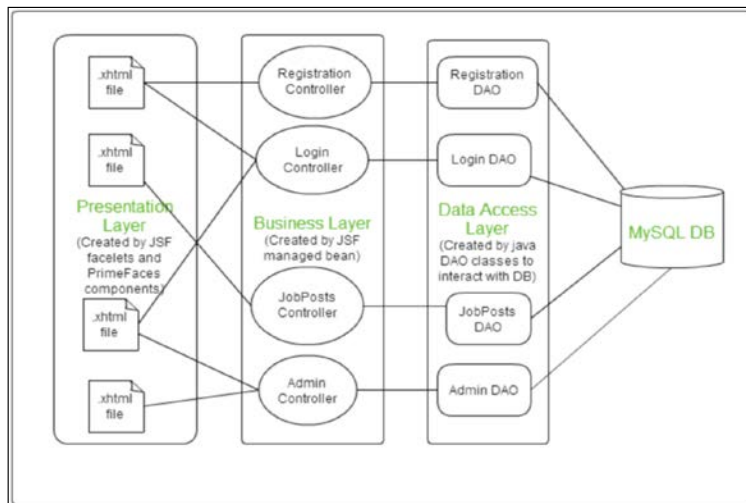 .xhtml
file
.xhtml
file
Presentation
Layer
(Created by JSF
facelets and
PrimeFaces
components)
.xhtml
file
.xhtml
file
Registration
Controller
Login
Controller
Business Layer
(Created by JSF
managed bean)
JobPosts
Controller
Admin
Controller
Registration
DAO
Login DAO
Data Access
Layer
(Created by java
DAO classes to
interact with DB)
JobPosts
DAO
Admin DAO
MySQL DB